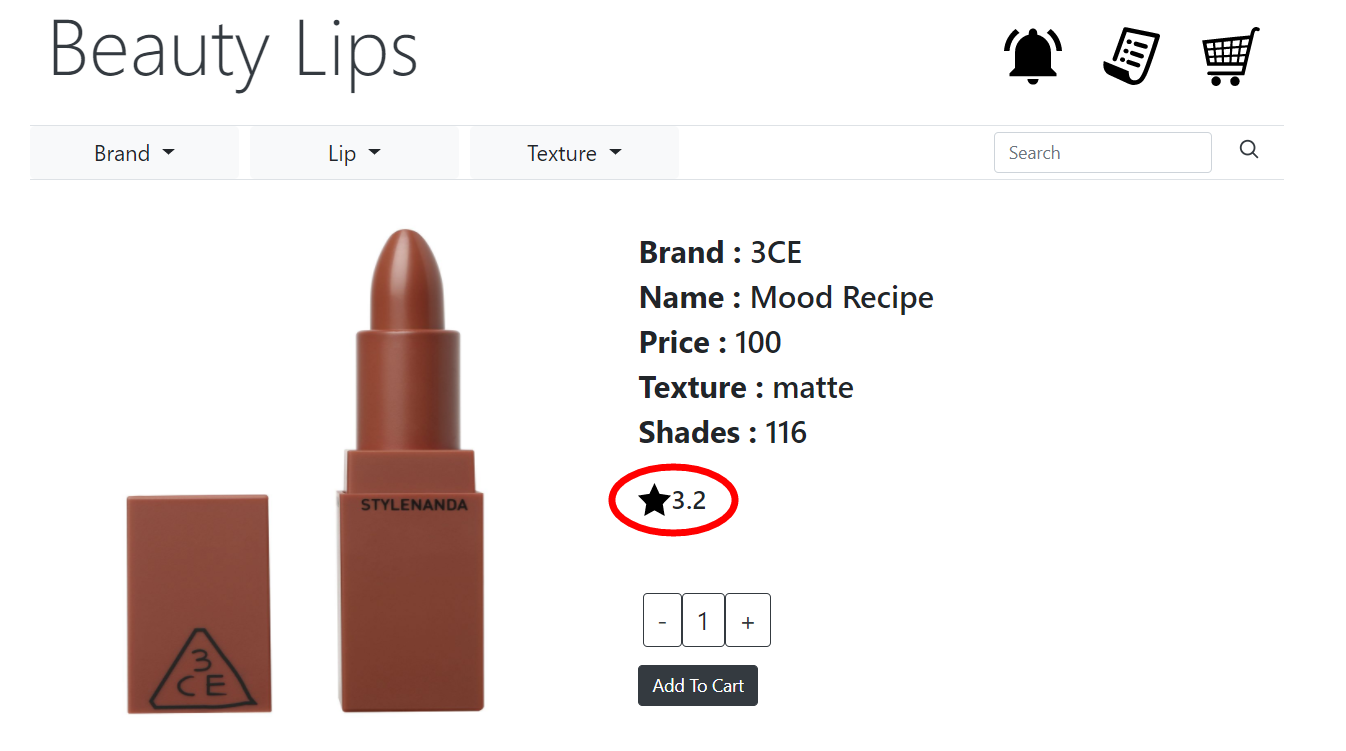 Beauty Lips
Brand
Lip
Texture
Search
Brand : 3CE
Name : Mood Recipe
Price : 100
Texture : matte
Shades : 116
3.2
- 1 +
Add To Cart
STYLENANDA
3
CE